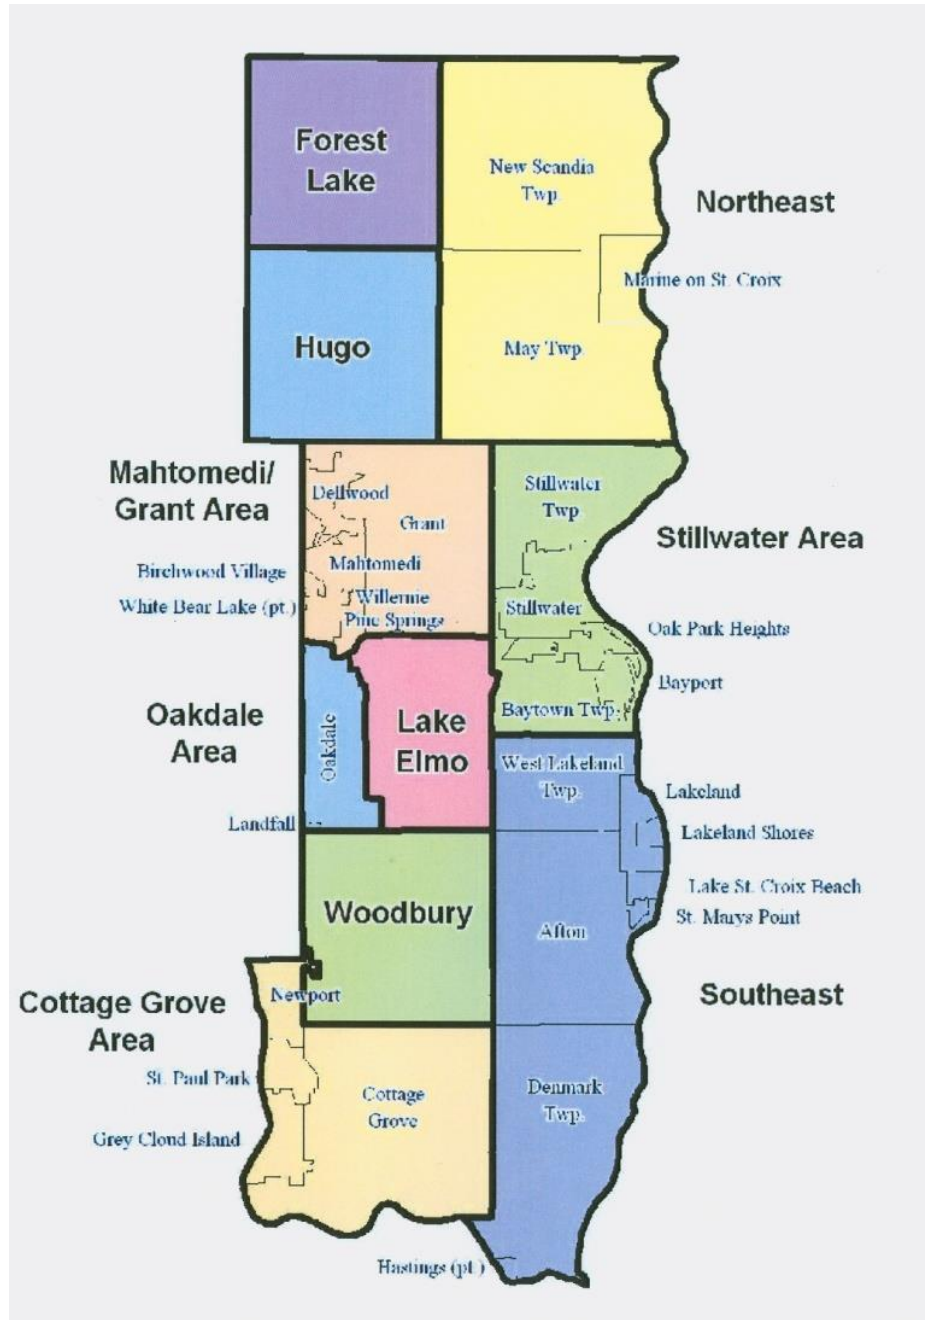 Forest
Lake
New Scandia
Twp.
Northeast
Marine on St. Croix
Hugo
May Twp.
Mahtomedi/
Grant Area
Dellwood
Grant
Mahtomedi
Birchwood Village
White Bear Lake (pt.)
Willernie
Pine Springs
Stillwater
Twp.
Stillwater Area
Stillwater
Oak Park Heights
Bayport
Baytown Twp.
Oakdale
Area
Oakdale
Lake
Elmo
Landfall
West Lakeland
Twp.
Lakeland
Lakeland Shores
Lake St. Croix Beach
St. Marys Point
Woodbury
Afton
Southeast
Cottage Grove
Area
Newport
St. Paul Park
Cottage
Grove
Grey Cloud Island
Denmark
Twp.
Hastings (pt.)